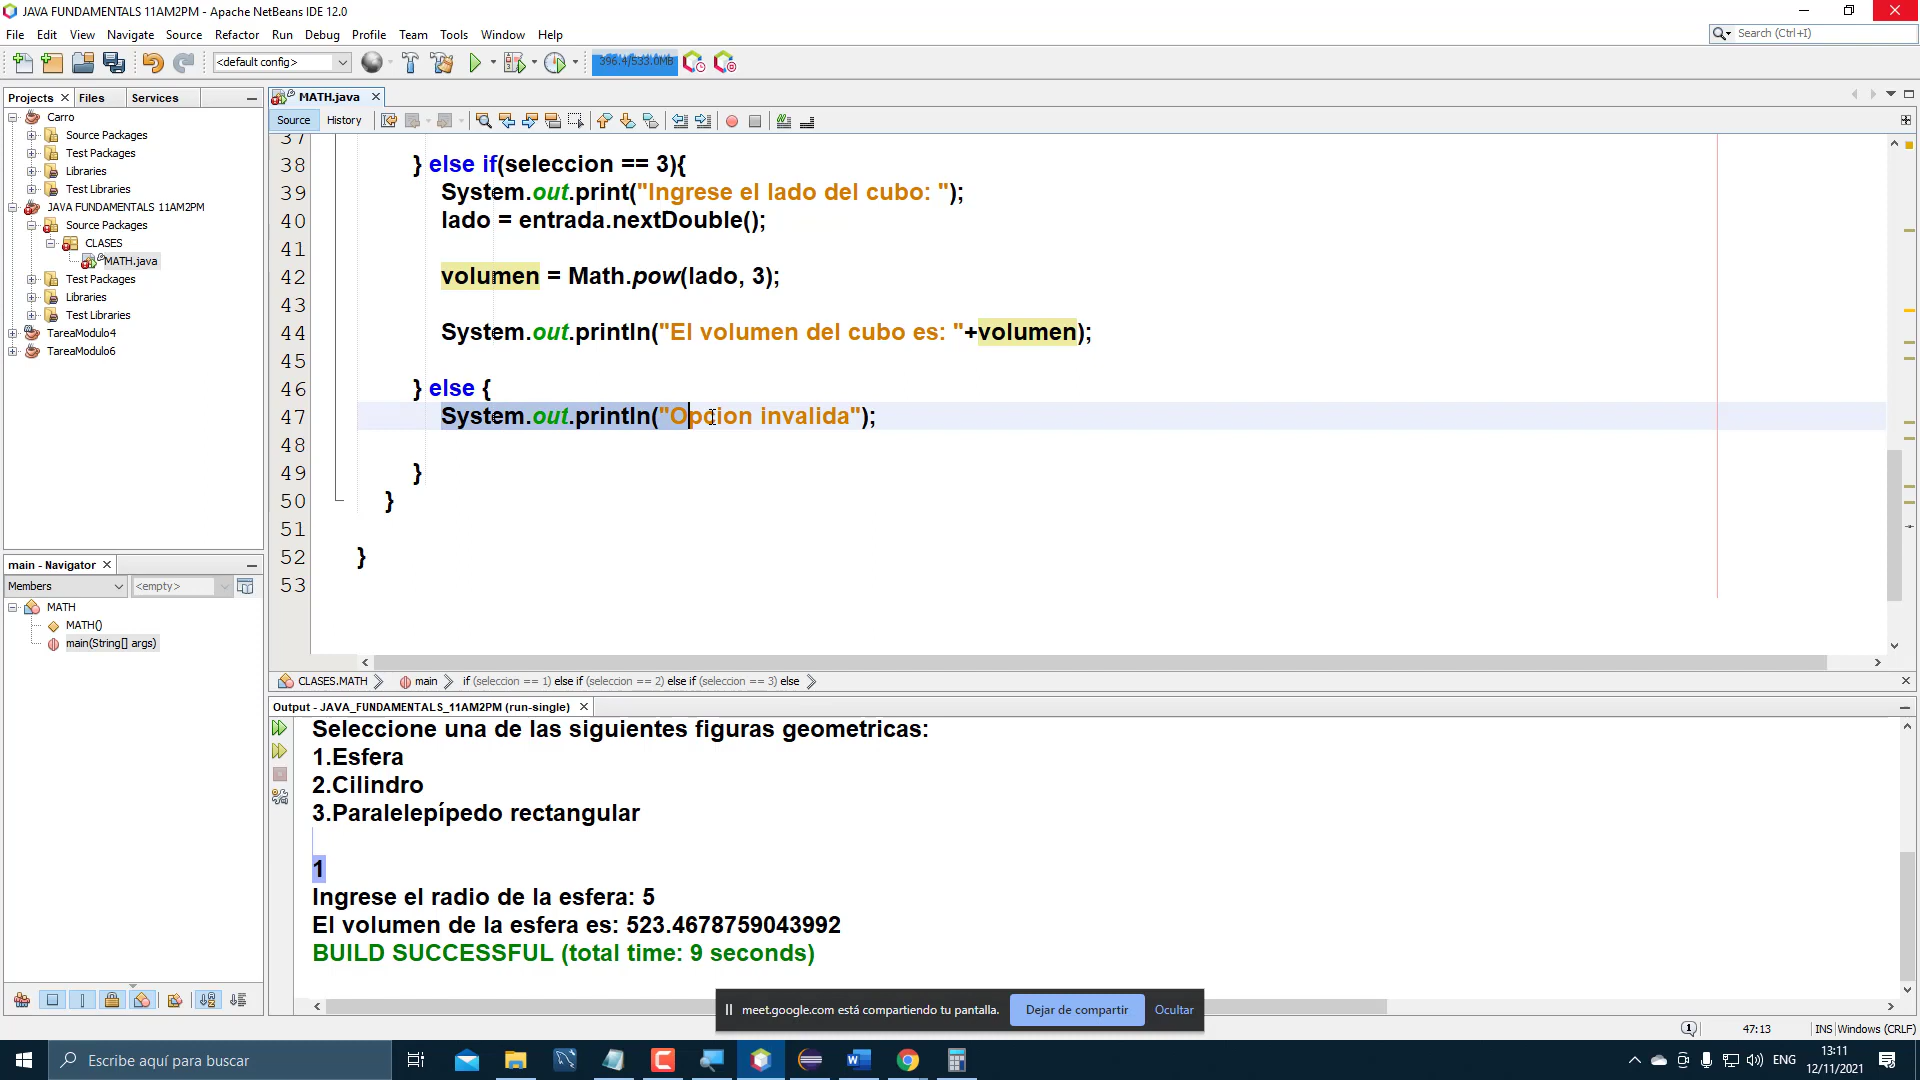 JAVA FUNDAMENTALS 11AM2PM - Apache NetBeans IDE 12.0
File Edit View Navigate Source Refactor Run Debug Profile Team Tools Window Help
Search (Ctrl+I)
<default config>
396.4/533.0MB
Projects Files Services
MATH.java
Source History
Carro
Source Packages
Test Packages
Libraries
Test Libraries
JAVA FUNDAMENTALS 11AM2PM
Source Packages
CLASES
MATH.java
Test Packages
Libraries
Test Libraries
TareaModulo4
TareaModulo6
37
38 } else if(seleccion == 3){
39 System.out.print("Ingrese el lado del cubo: ");
40 lado = entrada.nextDouble();
41
42 volumen = Math.pow(lado, 3);
43
44 System.out.println("El volumen del cubo es: "+volumen);
45
46 } else {
47 System.out.println("Opcion invalida");
48
49 }
50 }
51
52 }
53
main - Navigator
Members <empty>
MATH
MATH()
main(String[] args)
CLASES.MATH main if (seleccion == 1) else if (seleccion == 2) else if (seleccion == 3) else
Output - JAVA_FUNDAMENTALS_11AM2PM (run-single)
Seleccione una de las siguientes figuras geometricas:
1.Esfera
2.Cilindro
3.Paralelepípedo rectangular
1
Ingrese el radio de la esfera: 5
El volumen de la esfera es: 523.4678759043992
BUILD SUCCESSFUL (total time: 9 seconds)
meet.google.com está compartiendo tu pantalla. Dejar de compartir Ocultar
1 47:13 INS Windows (CRLF)
Escribe aquí para buscar
ENG
13:11
12/11/2021